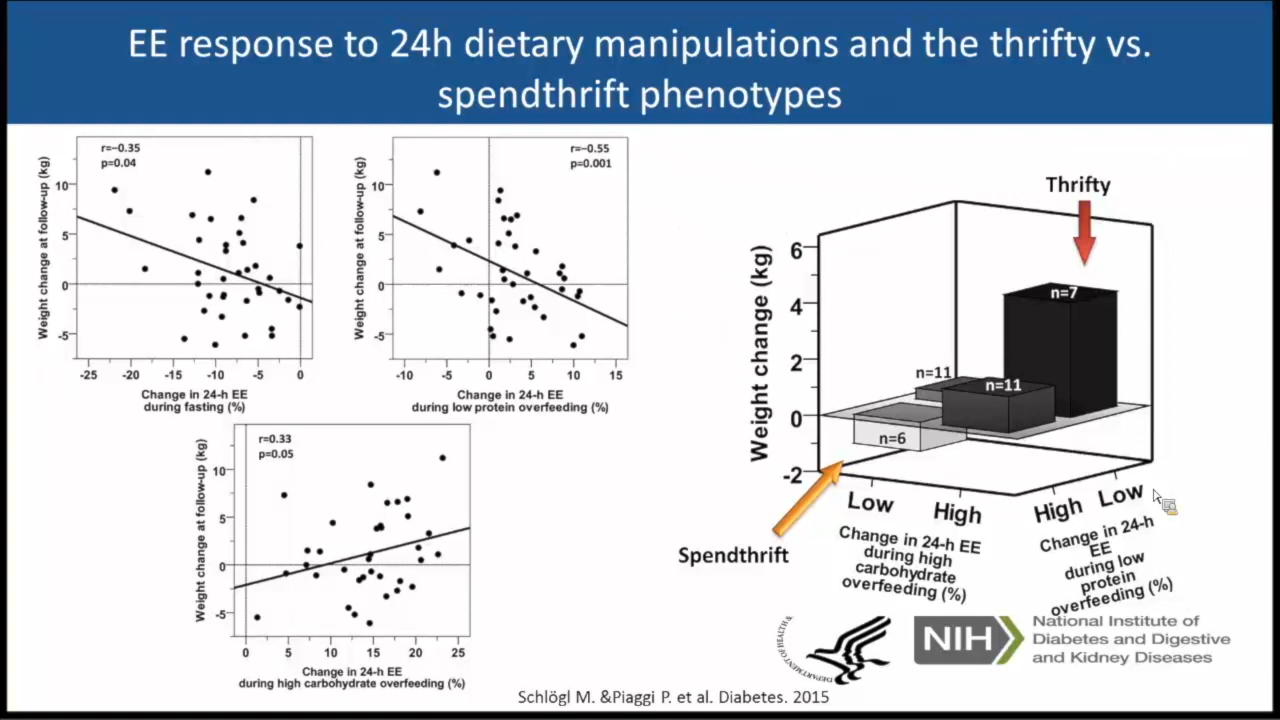 EE response to 24h dietary manipulations and the thrifty vs.
spendthrift phenotypes
r=−0.35
p=0.04
Weight change at follow-up (kg)
10
5
0
-5
-25 -20 -15 -10 -5 0
Change in 24-h EE
during fasting (%)
r=−0.55
p=0.001
Weight change at follow-up (kg)
10
5
0
-5
-10 -5 0 5 10 15
Change in 24-h EE
during low protein overfeeding (%)
r=0.33
p=0.05
Weight change at follow-up (kg)
10
5
0
-5
0 5 10 15 20 25
Change in 24-h EE
during high carbohydrate overfeeding (%)
Thrifty
Weight change (kg)
6
4
2
0
-2
n=7
n=11
n=11
n=6
Spendthrift
Low High
Change in 24-h EE
during high
carbohydrate
overfeeding (%)
High Low
Change in 24-h
EE
during low
protein
overfeeding (%)
DEPARTMENT OF HEALTH &
NIH
National Institute of
Diabetes and Digestive
and Kidney Diseases
Schlögl M. &Piaggi P. et al. Diabetes. 2015